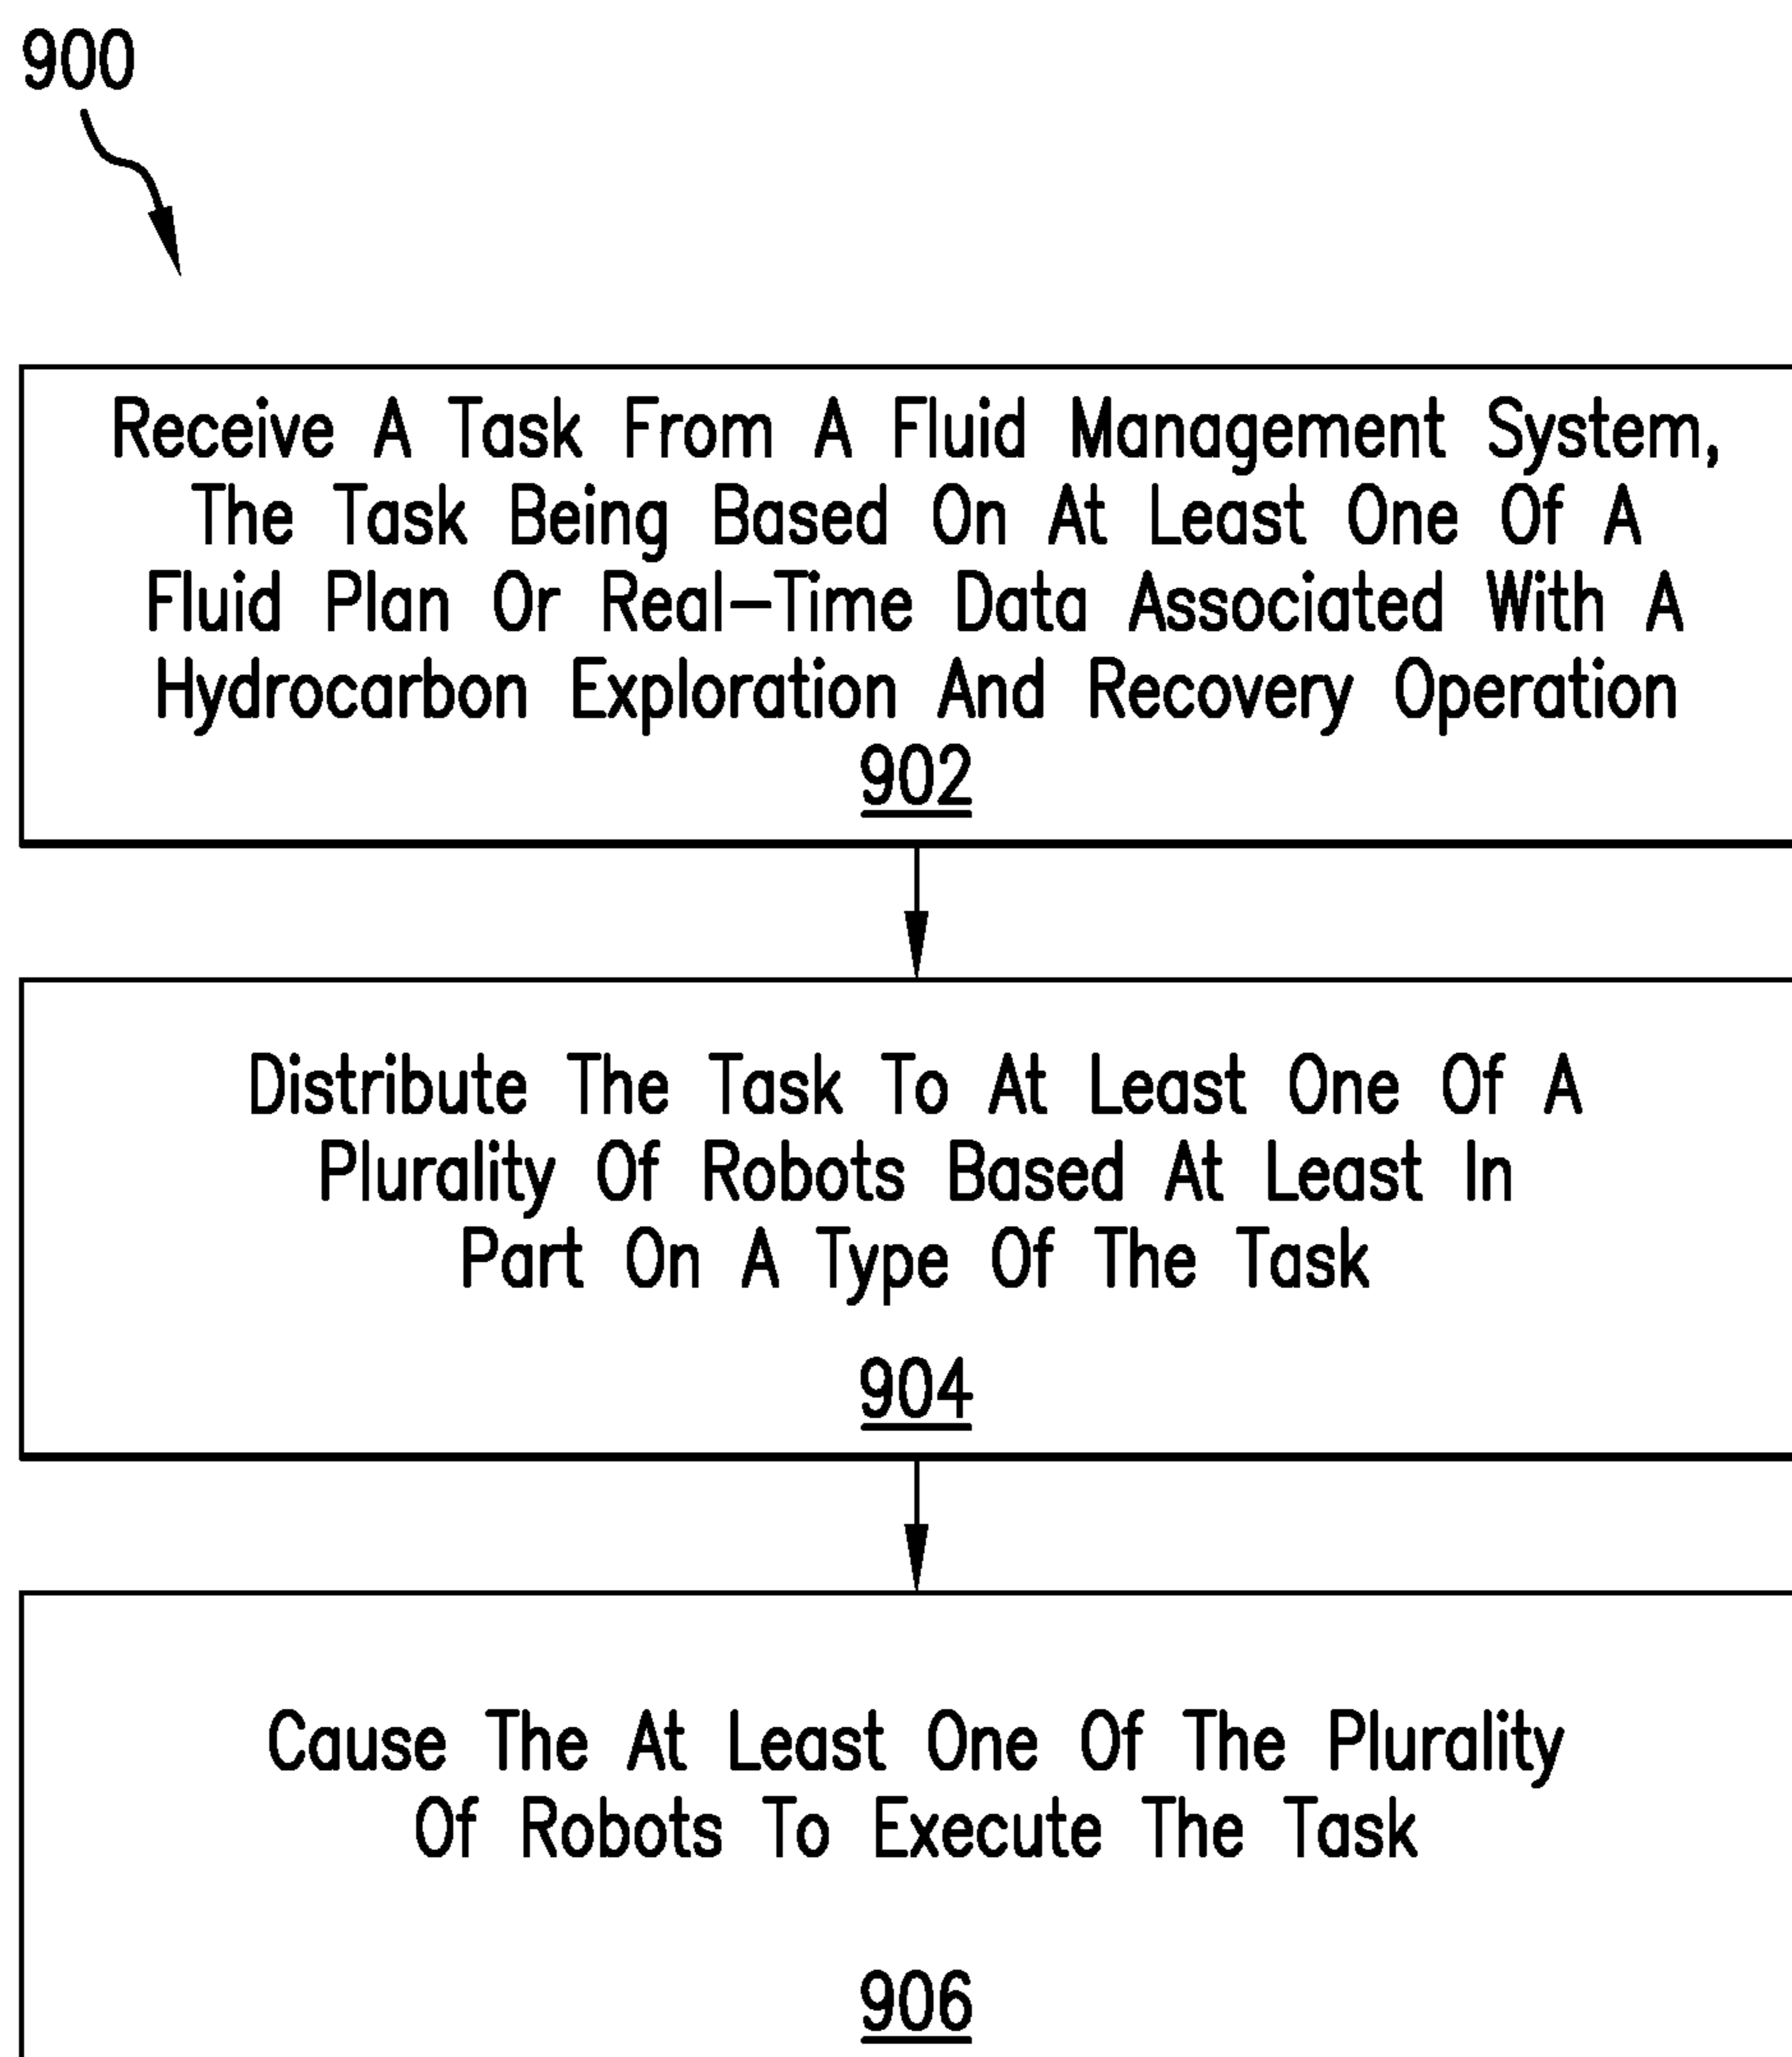 900
Receive A Task From A Fluid Management System,
The Task Being Based On At Least One Of A
Fluid Plan Or Real-Time Data Associated With A
Hydrocarbon Exploration And Recovery Operation
902
Distribute The Task To At Least One Of A
Plurality Of Robots Based At Least In
Part On A Type Of The Task
904
Cause The At Least One Of The Plurality
Of Robots To Execute The Task
906